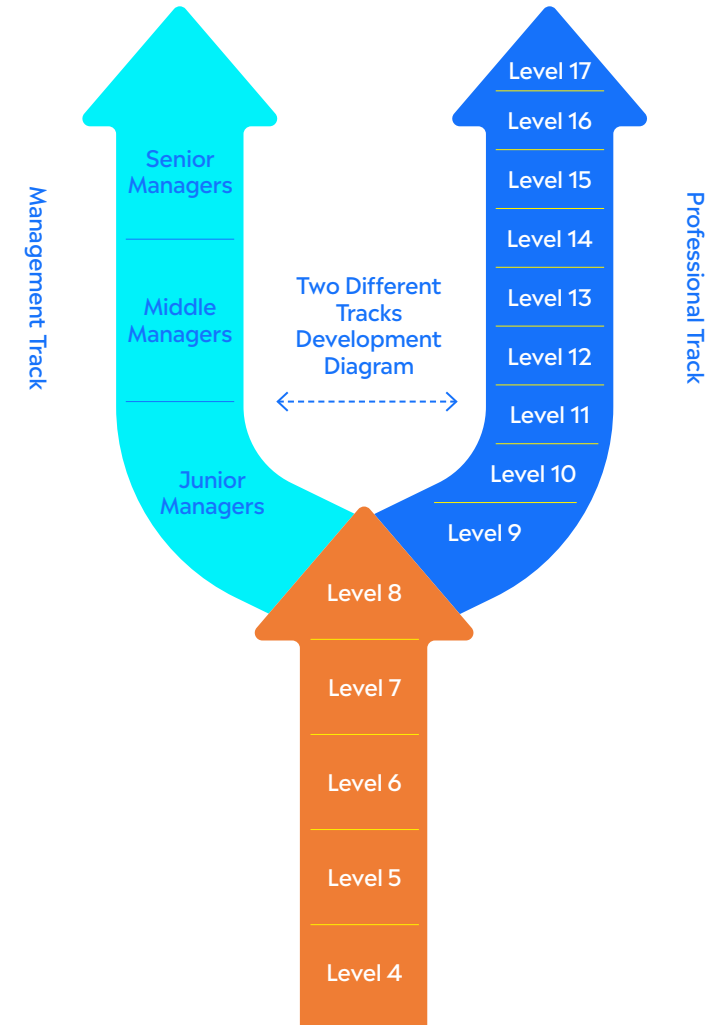 Management Track
Senior
Managers
Middle
Managers
Junior
Managers
Two Different
Tracks
Development
Diagram
Level 17
Level 16
Level 15
Level 14
Level 13
Level 12
Level 11
Level 10
Level 9
Professional Track
Level 8
Level 7
Level 6
Level 5
Level 4